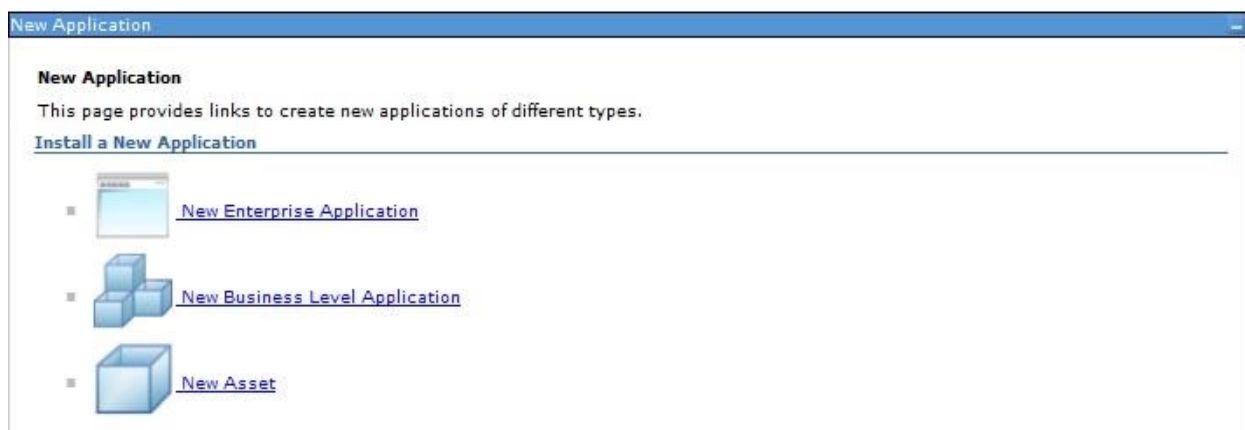 New Application
New Application
This page provides links to create new applications of different types.
Install a New Application
New Enterprise Application
New Business Level Application
New Asset